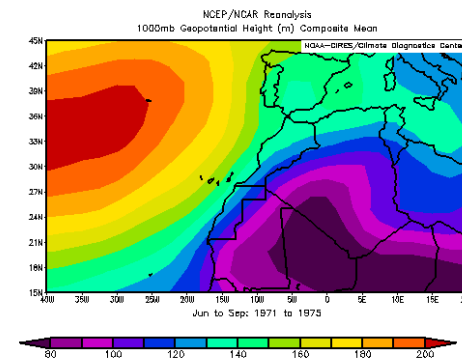 NCEP/NCAR Reanalysis
1000mb Geopotential Height (m) Composite Mean
NOAA-CIRES/Climate Diagnostics Cente
45N
42N
39N
36N
33N
30N
27N
24N
21N
18N
15N
40W 35W 30W 25W 20W 15W 10W 5W 0 5E 10E 15E
Jun to Sep: 1971 to 1975
80 100 120 140 160 180 200